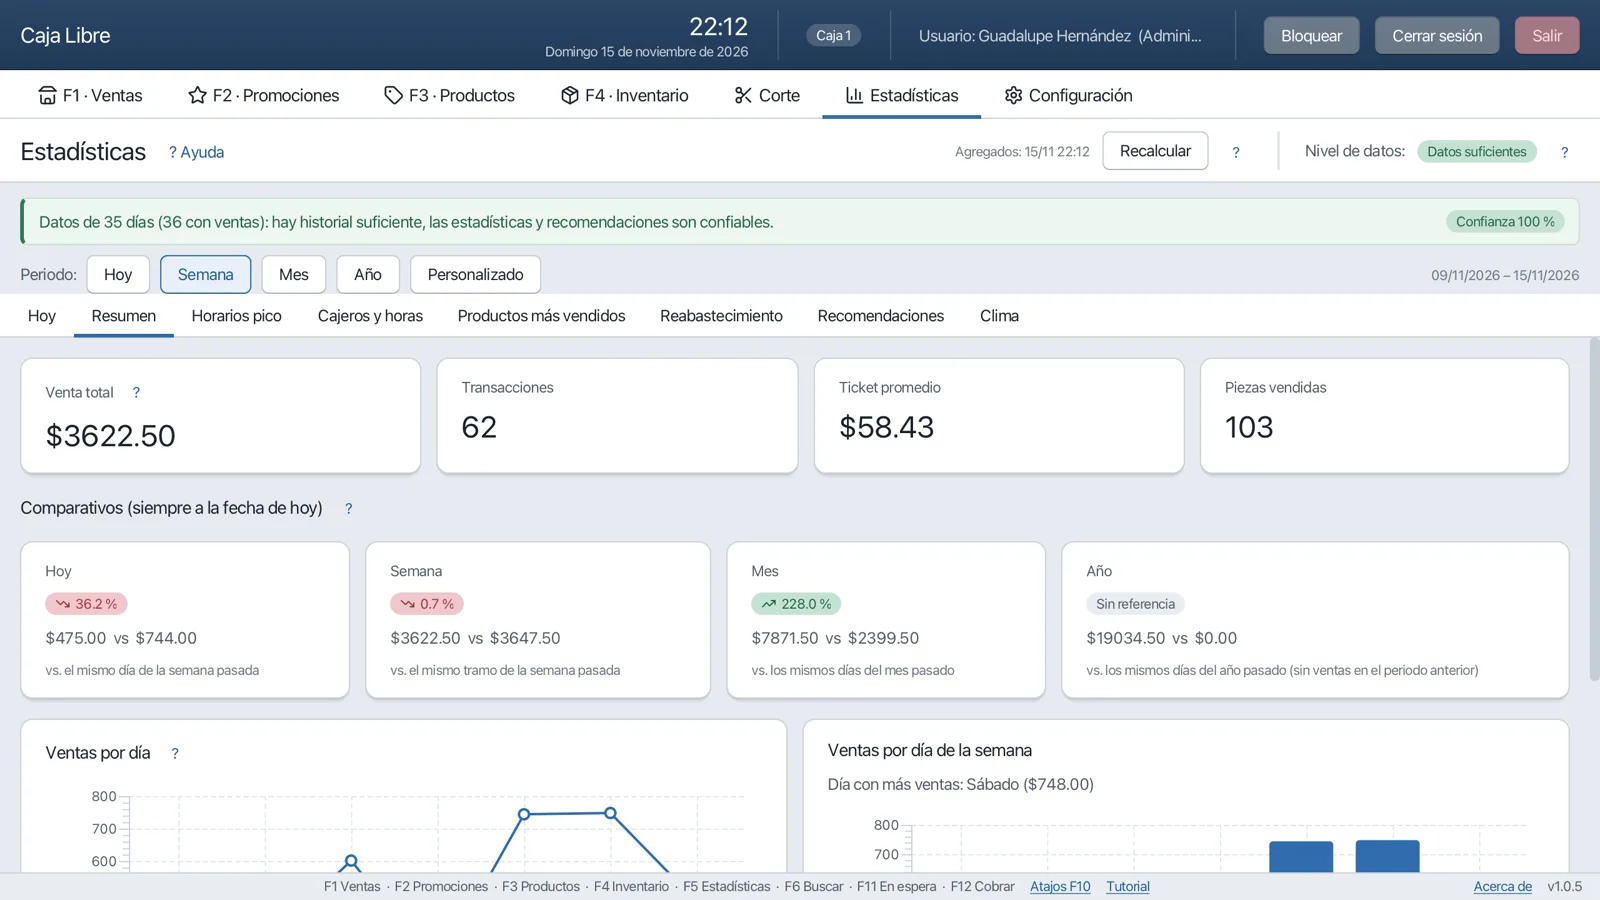 Caja Libre
22:12
Domingo 15 de noviembre de 2026
Caja 1
Usuario: Guadalupe Hernández (Admini...
Bloquear
Cerrar sesión
Salir
F1 · Ventas
F2 · Promociones
F3 · Productos
F4 · Inventario
Corte
Estadísticas
Configuración
Estadísticas
? Ayuda
Agregados: 15/11 22:12
Recalcular
?
Nivel de datos:
Datos suficientes
?
Datos de 35 días (36 con ventas): hay historial suficiente, las estadísticas y recomendaciones son confiables.
Confianza 100 %
Periodo:
Hoy
Semana
Mes
Año
Personalizado
09/11/2026 – 15/11/2026
Hoy
Resumen
Horarios pico
Cajeros y horas
Productos más vendidos
Reabastecimiento
Recomendaciones
Clima
Venta total ?
$3622.50
Transacciones
62
Ticket promedio
$58.43
Piezas vendidas
103
Comparativos (siempre a la fecha de hoy) ?
Hoy
36.2 %
$475.00 vs $744.00
vs. el mismo día de la semana pasada
Semana
0.7 %
$3622.50 vs $3647.50
vs. el mismo tramo de la semana pasada
Mes
228.0 %
$7871.50 vs $2399.50
vs. los mismos días del mes pasado
Año
Sin referencia
$19034.50 vs $0.00
vs. los mismos días del año pasado (sin ventas en el periodo anterior)
Ventas por día ?
800
700
600
Ventas por día de la semana
Día con más ventas: Sábado ($748.00)
800
700
F1 Ventas · F2 Promociones · F3 Productos · F4 Inventario · F5 Estadísticas · F6 Buscar · F11 En espera · F12 Cobrar Atajos F10 Tutorial
Acerca de v1.0.5